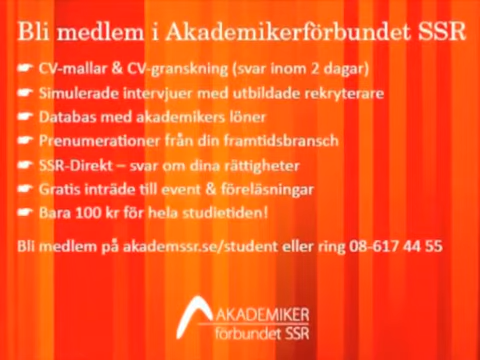 Bli medlem i Akademikerförbundet SSR
☛ CV-mallar & CV-granskning (svar inom 2 dagar)
☛ Simulerade intervjuer med utbildade rekryterare
☛ Databas med akademikers löner
☛ Prenumerationer från din framtidsbransch
☛ SSR-Direkt – svar om dina rättigheter
☛ Gratis inträde till event & föreläsningar
☛ Bara 100 kr för hela studietiden!
Bli medlem på akademssr.se/student eller ring 08-617 44 55
AKADEMIKER
förbundet SSR